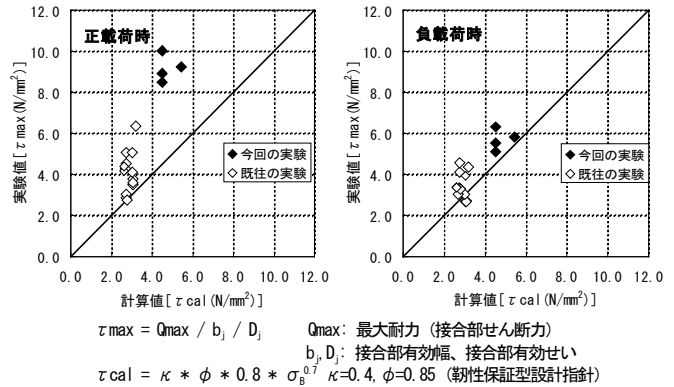 正載荷時
12.0
10.0
8.0
6.0
4.0
2.0
0.0
実験値[τmax(N/mm²)]
◆今回の実験
◇既往の実験
0.0 2.0 4.0 6.0 8.0 10.0 12.0
計算値[τcal(N/mm²)]
負載荷時
12.0
10.0
8.0
6.0
4.0
2.0
0.0
実験値[τmax(N/mm²)]
◆今回の実験
◇既往の実験
0.0 2.0 4.0 6.0 8.0 10.0 12.0
計算値[τcal(N/mm²)]
τmax = Qmax / bj / Dj Qmax: 最大耐力 (接合部せん断力)
bj,Dj: 接合部有効幅、接合部有効せい
τcal = κ * φ * 0.8 * σB^0.7 κ=0.4, φ=0.85 (靭性保証型設計指針)